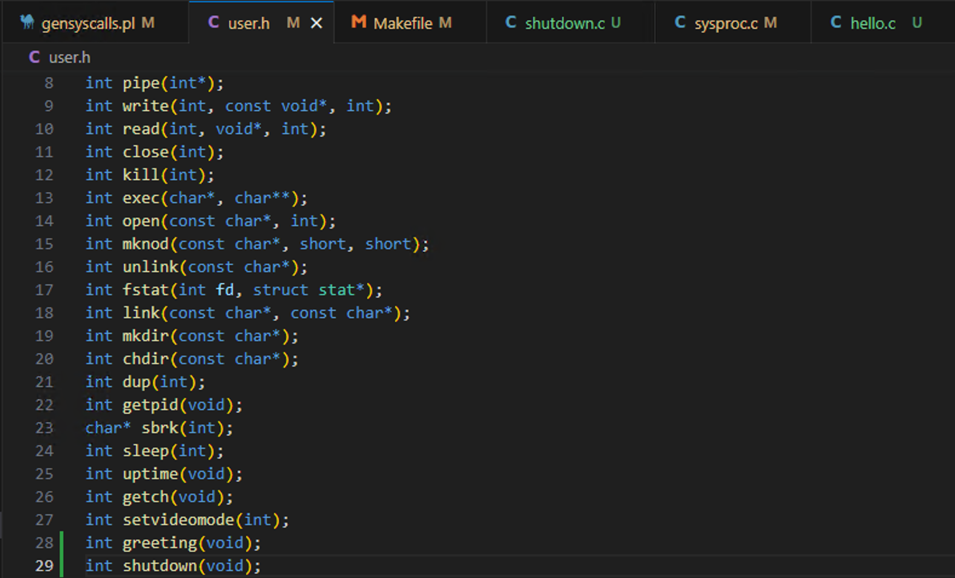 gensyscalls.pl M C user.h M × M Makefile M C shutdown.c U C sysproc.c M C hello.c U
C user.h
8 int pipe(int*);
9 int write(int, const void*, int);
10 int read(int, void*, int);
11 int close(int);
12 int kill(int);
13 int exec(char*, char**);
14 int open(const char*, int);
15 int mknod(const char*, short, short);
16 int unlink(const char*);
17 int fstat(int fd, struct stat*);
18 int link(const char*, const char*);
19 int mkdir(const char*);
20 int chdir(const char*);
21 int dup(int);
22 int getpid(void);
23 char* sbrk(int);
24 int sleep(int);
25 int uptime(void);
26 int getch(void);
27 int setvideomode(int);
28 int greeting(void);
29 int shutdown(void);